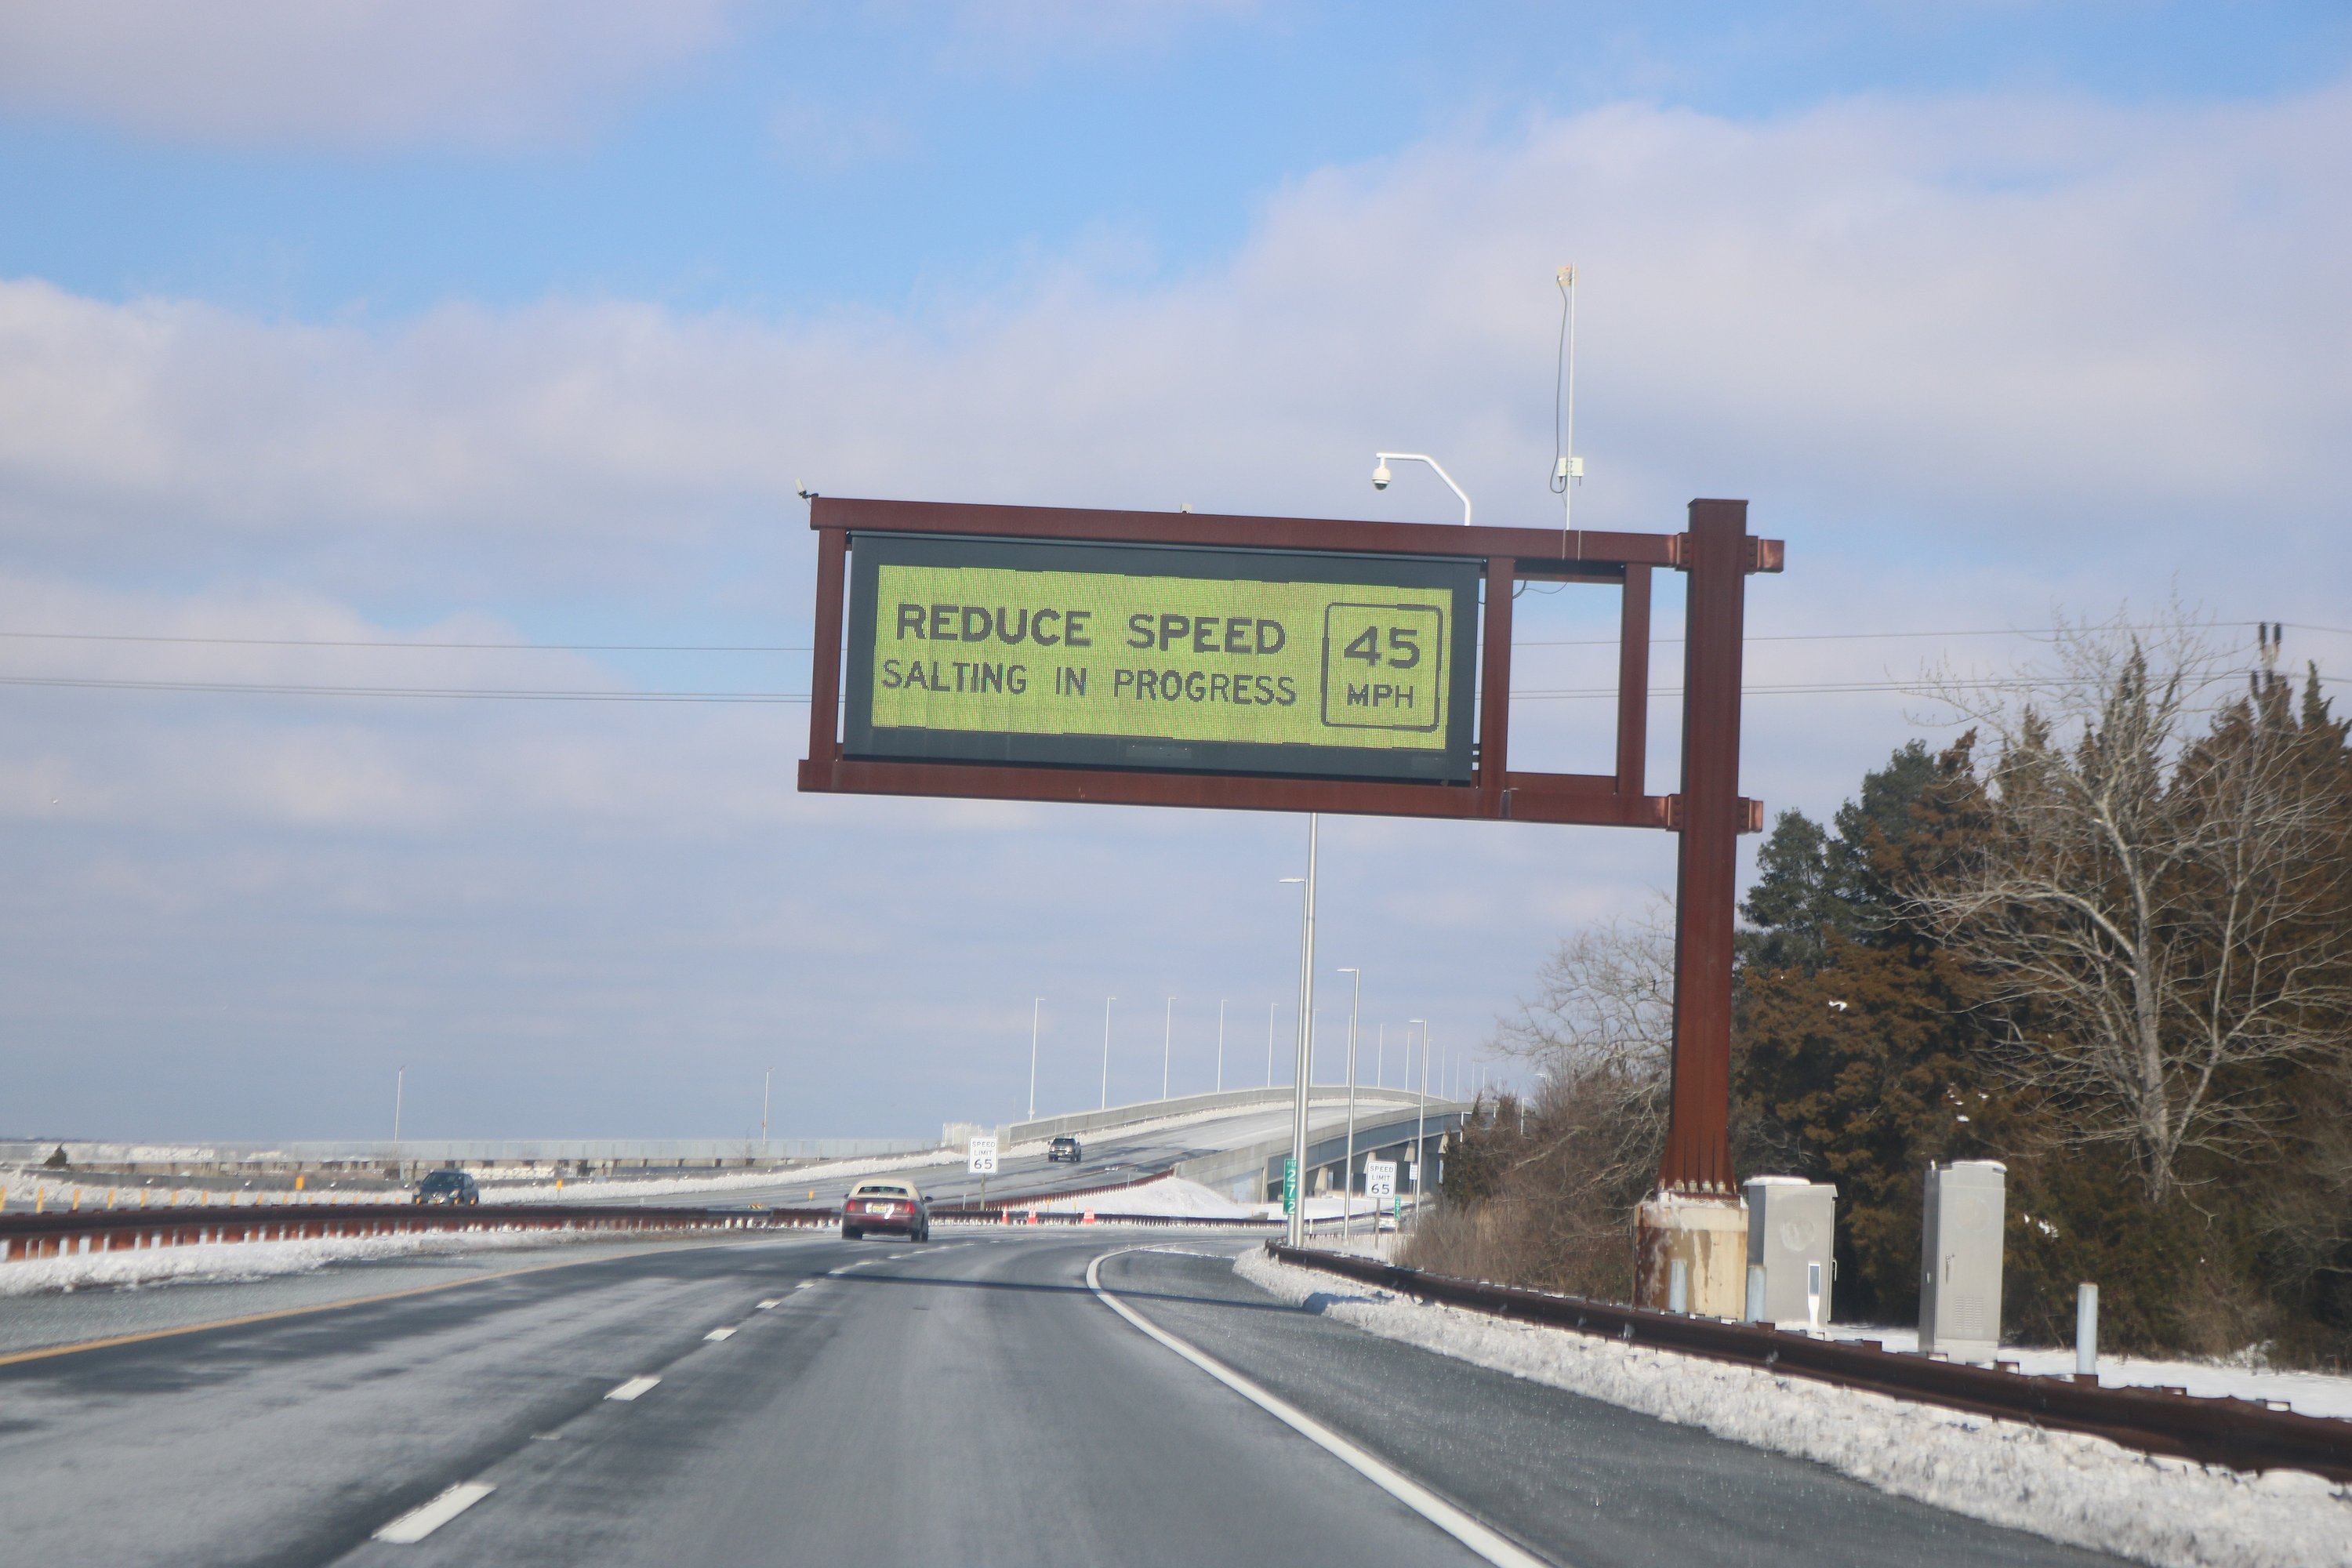 REDUCE SPEED
SALTING IN PROGRESS
45
MPH
SPEED
LIMIT
65
SPEED
LIMIT
65